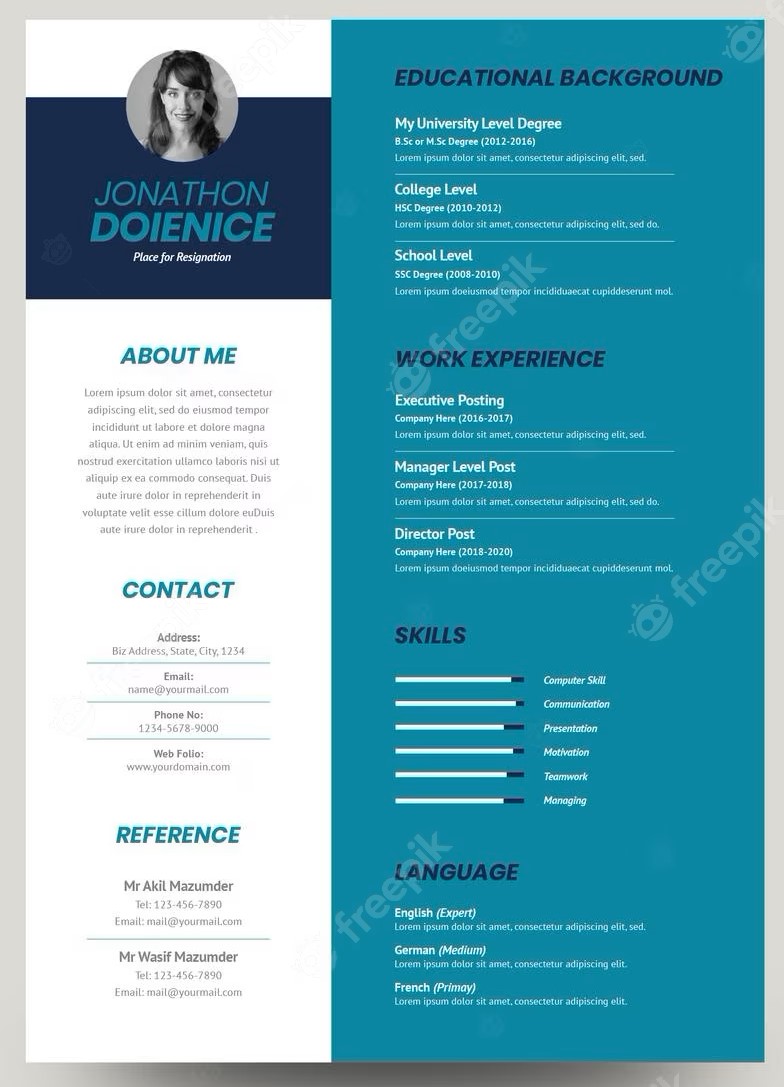 JONATHON
DOIENICE
Place for Resignation
ABOUT ME
Lorem ipsum dolor sit amet, consectetur
adipiscing elit, sed do eiusmod tempor
incididunt ut labore et dolore magna
aliqua. Ut enim ad minim veniam, quis
nostrud exercitation ullamco laboris nisi ut
aliquip ex ea commodo consequat. Duis
aute irure dolor in reprehenderit in
voluptate velit esse cillum dolore euDuis
aute irure dolor in reprehenderit .
CONTACT
Address:
Biz Address, State, City, 1234
Email:
name@yourmail.com
Phone No:
1234-5678-9000
Web Folio:
www.yourdomain.com
REFERENCE
Mr Akil Mazumder
Tel: 123-456-7890
Email: mail@yourmail.com
Mr Wasif Mazumder
Tel: 123-456-7890
Email: mail@yourmail.com
EDUCATIONAL BACKGROUND
My University Level Degree
B.Sc or M.Sc Degree (2012-2016)
Lorem ipsum dolor sit amet, consectetur adipiscing elit, sed.
College Level
HSC Degree (2010-2012)
Lorem ipsum dolor sit amet, consectetur adipiscing elit, sed do.
School Level
SSC Degree (2008-2010)
Lorem ipsum doeiusmod tempor incididuaecat cupiddeserunt mol.
WORK EXPERIENCE
Executive Posting
Company Here (2016-2017)
Lorem ipsum dolor sit amet, consectetur adipiscing elit, sed.
Manager Level Post
Company Here (2017-2018)
Lorem ipsum dolor sit amet, consectetur adipiscing elit, sed do.
Director Post
Company Here (2018-2020)
Lorem ipsum doeiusmod tempor incididuaecat cupiddeserunt mol.
SKILLS
Computer Skill
Communication
Presentation
Motivation
Teamwork
Managing
LANGUAGE
English (Expert)
Lorem ipsum dolor sit amet, consectetur adipiscing elit, sed.
German (Medium)
Lorem ipsum dolor sit amet, consectetur adipiscing elit.
French (Primay)
Lorem ipsum dolor sit amet, consectetur adipiscing elit.
freepik
freepik
freepik
freepik